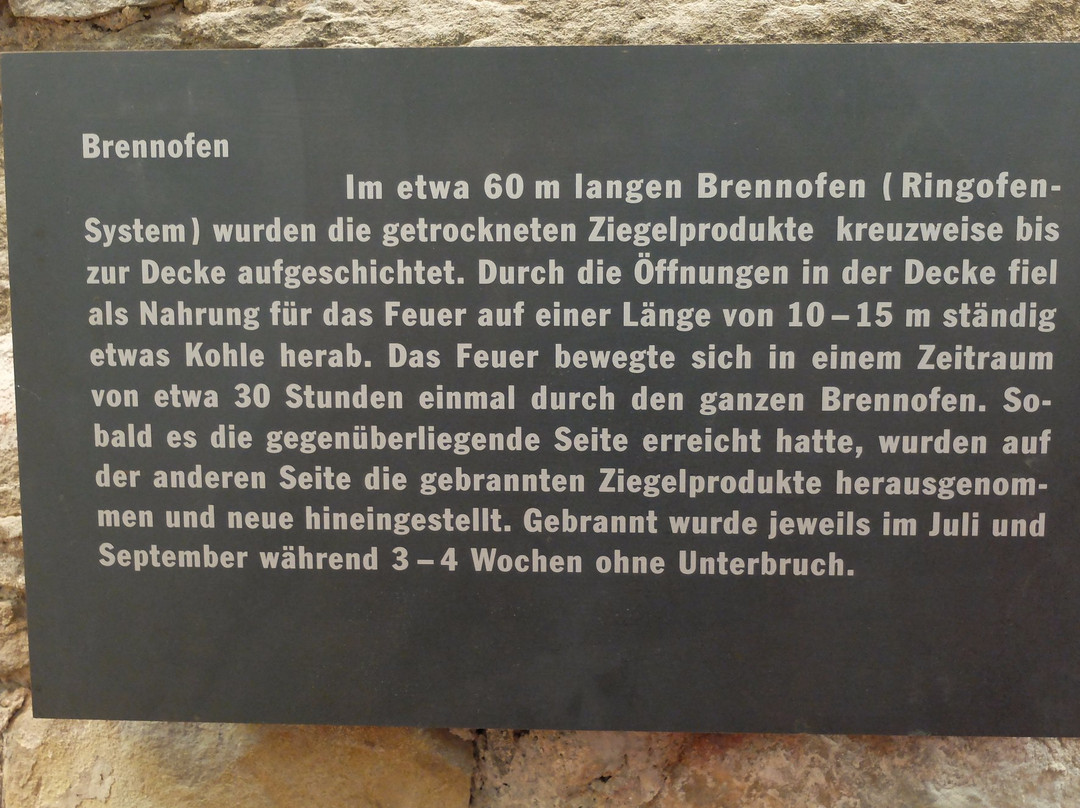 Brennofen
Im etwa 60 m langen Brennofen (Ringofen-
System) wurden die getrockneten Ziegelprodukte kreuzweise bis
zur Decke aufgeschichtet. Durch die Öffnungen in der Decke fiel
als Nahrung für das Feuer auf einer Länge von 10–15 m ständig
etwas Kohle herab. Das Feuer bewegte sich in einem Zeitraum
von etwa 30 Stunden einmal durch den ganzen Brennofen. So-
bald es die gegenüberliegende Seite erreicht hatte, wurden auf
der anderen Seite die gebrannten Ziegelprodukte herausgenom-
men und neue hineingestellt. Gebrannt wurde jeweils im Juli und
September während 3–4 Wochen ohne Unterbruch.